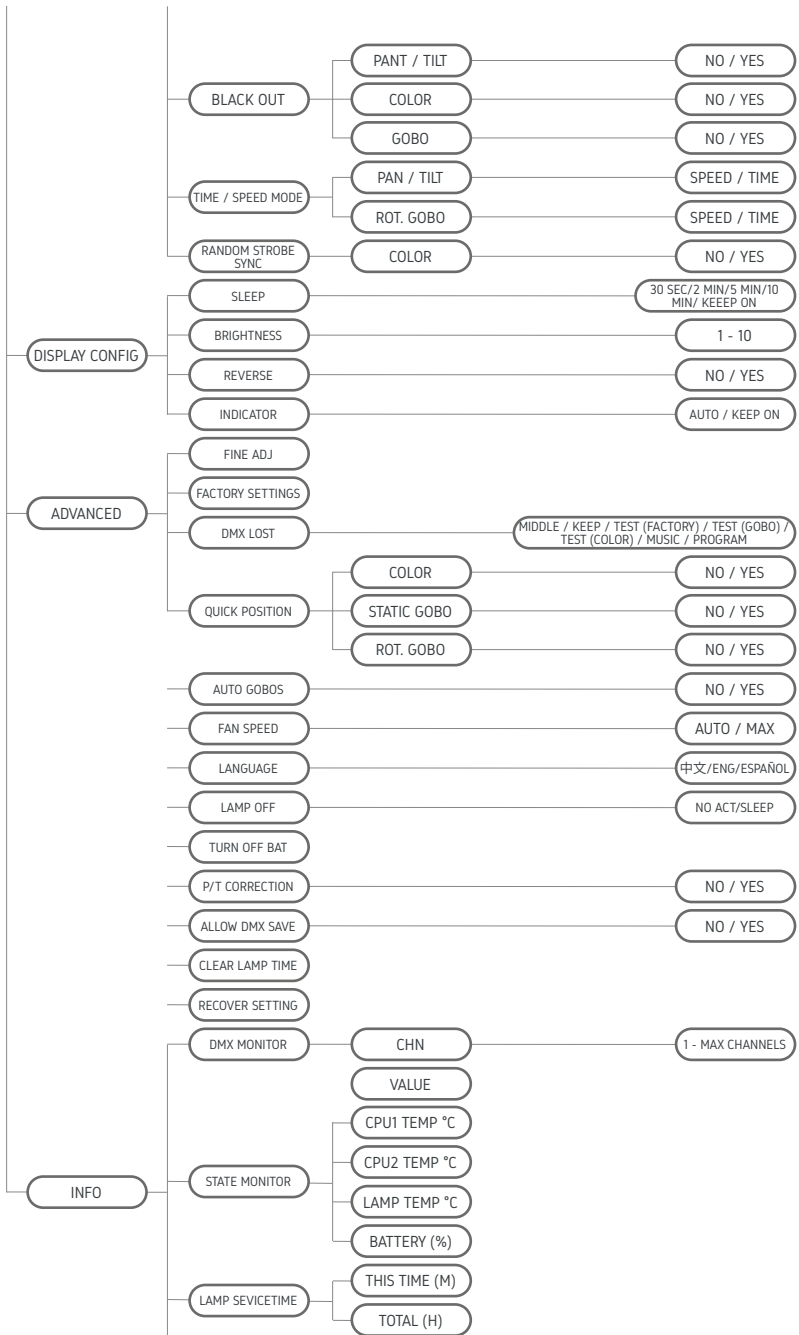 PANT / TILT
NO / YES
BLACK OUT
COLOR
NO / YES
GOBO
NO / YES
PAN / TILT
SPEED / TIME
TIME / SPEED MODE
ROT. GOBO
SPEED / TIME
RANDOM STROBE
SYNC
COLOR
NO / YES
SLEEP
30 SEC/2 MIN/5 MIN/10
MIN/ KEEEP ON
BRIGHTNESS
1 - 10
DISPLAY CONFIG
REVERSE
NO / YES
INDICATOR
AUTO / KEEP ON
FINE ADJ
FACTORY SETTINGS
ADVANCED
DMX LOST
MIDDLE / KEEP / TEST (FACTORY) / TEST (GOBO) /
TEST (COLOR) / MUSIC / PROGRAM
COLOR
NO / YES
QUICK POSITION
STATIC GOBO
NO / YES
ROT. GOBO
NO / YES
AUTO GOBOS
NO / YES
FAN SPEED
AUTO / MAX
LANGUAGE
中文/ENG/ESPAÑOL
LAMP OFF
NO ACT/SLEEP
TURN OFF BAT
P/T CORRECTION
NO / YES
ALLOW DMX SAVE
NO / YES
CLEAR LAMP TIME
RECOVER SETTING
DMX MONITOR
CHN
1 - MAX CHANNELS
VALUE
CPU1 TEMP °C
CPU2 TEMP °C
INFO
STATE MONITOR
LAMP TEMP °C
BATTERY (%)
THIS TIME (M)
LAMP SEVICETIME
TOTAL (H)